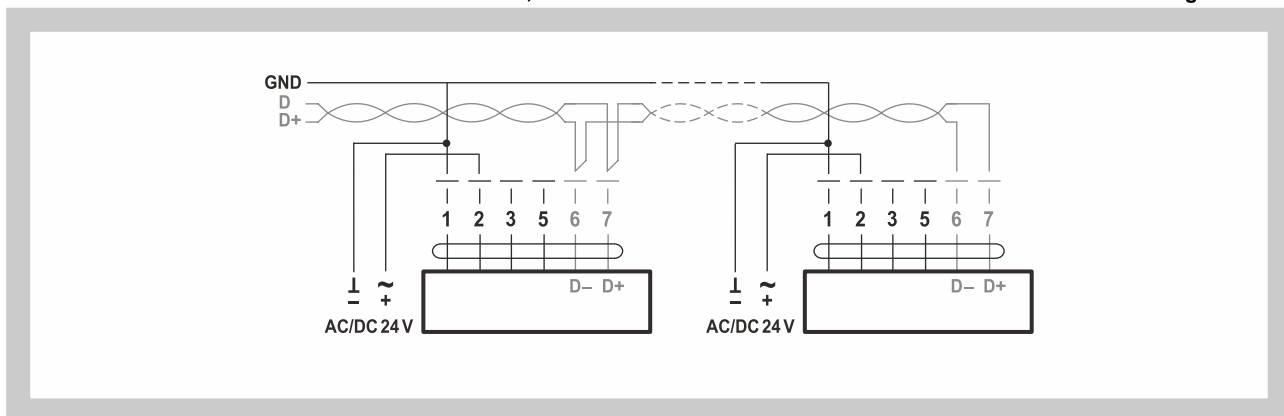 GND
D
D+
1 2 3 5 6 7 1 2 3 5 6 7
D– D+ D– D+
⊥ ~ ⊥ ~
– + – +
AC/DC 24 V AC/DC 24 V